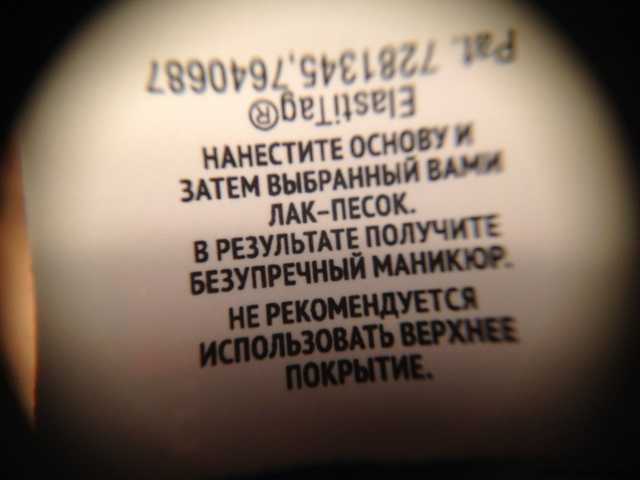 Pat. 7281345,7640687
ElastiTag®
НАНЕСТИТЕ ОСНОВУ И
ЗАТЕМ ВЫБРАННЫЙ ВАМИ
ЛАК-ПЕСОК.
В РЕЗУЛЬТАТЕ ПОЛУЧИТЕ
БЕЗУПРЕЧНЫЙ МАНИКЮР.
НЕ РЕКОМЕНДУЕТСЯ
ИСПОЛЬЗОВАТЬ ВЕРХНЕЕ
ПОКРЫТИЕ.